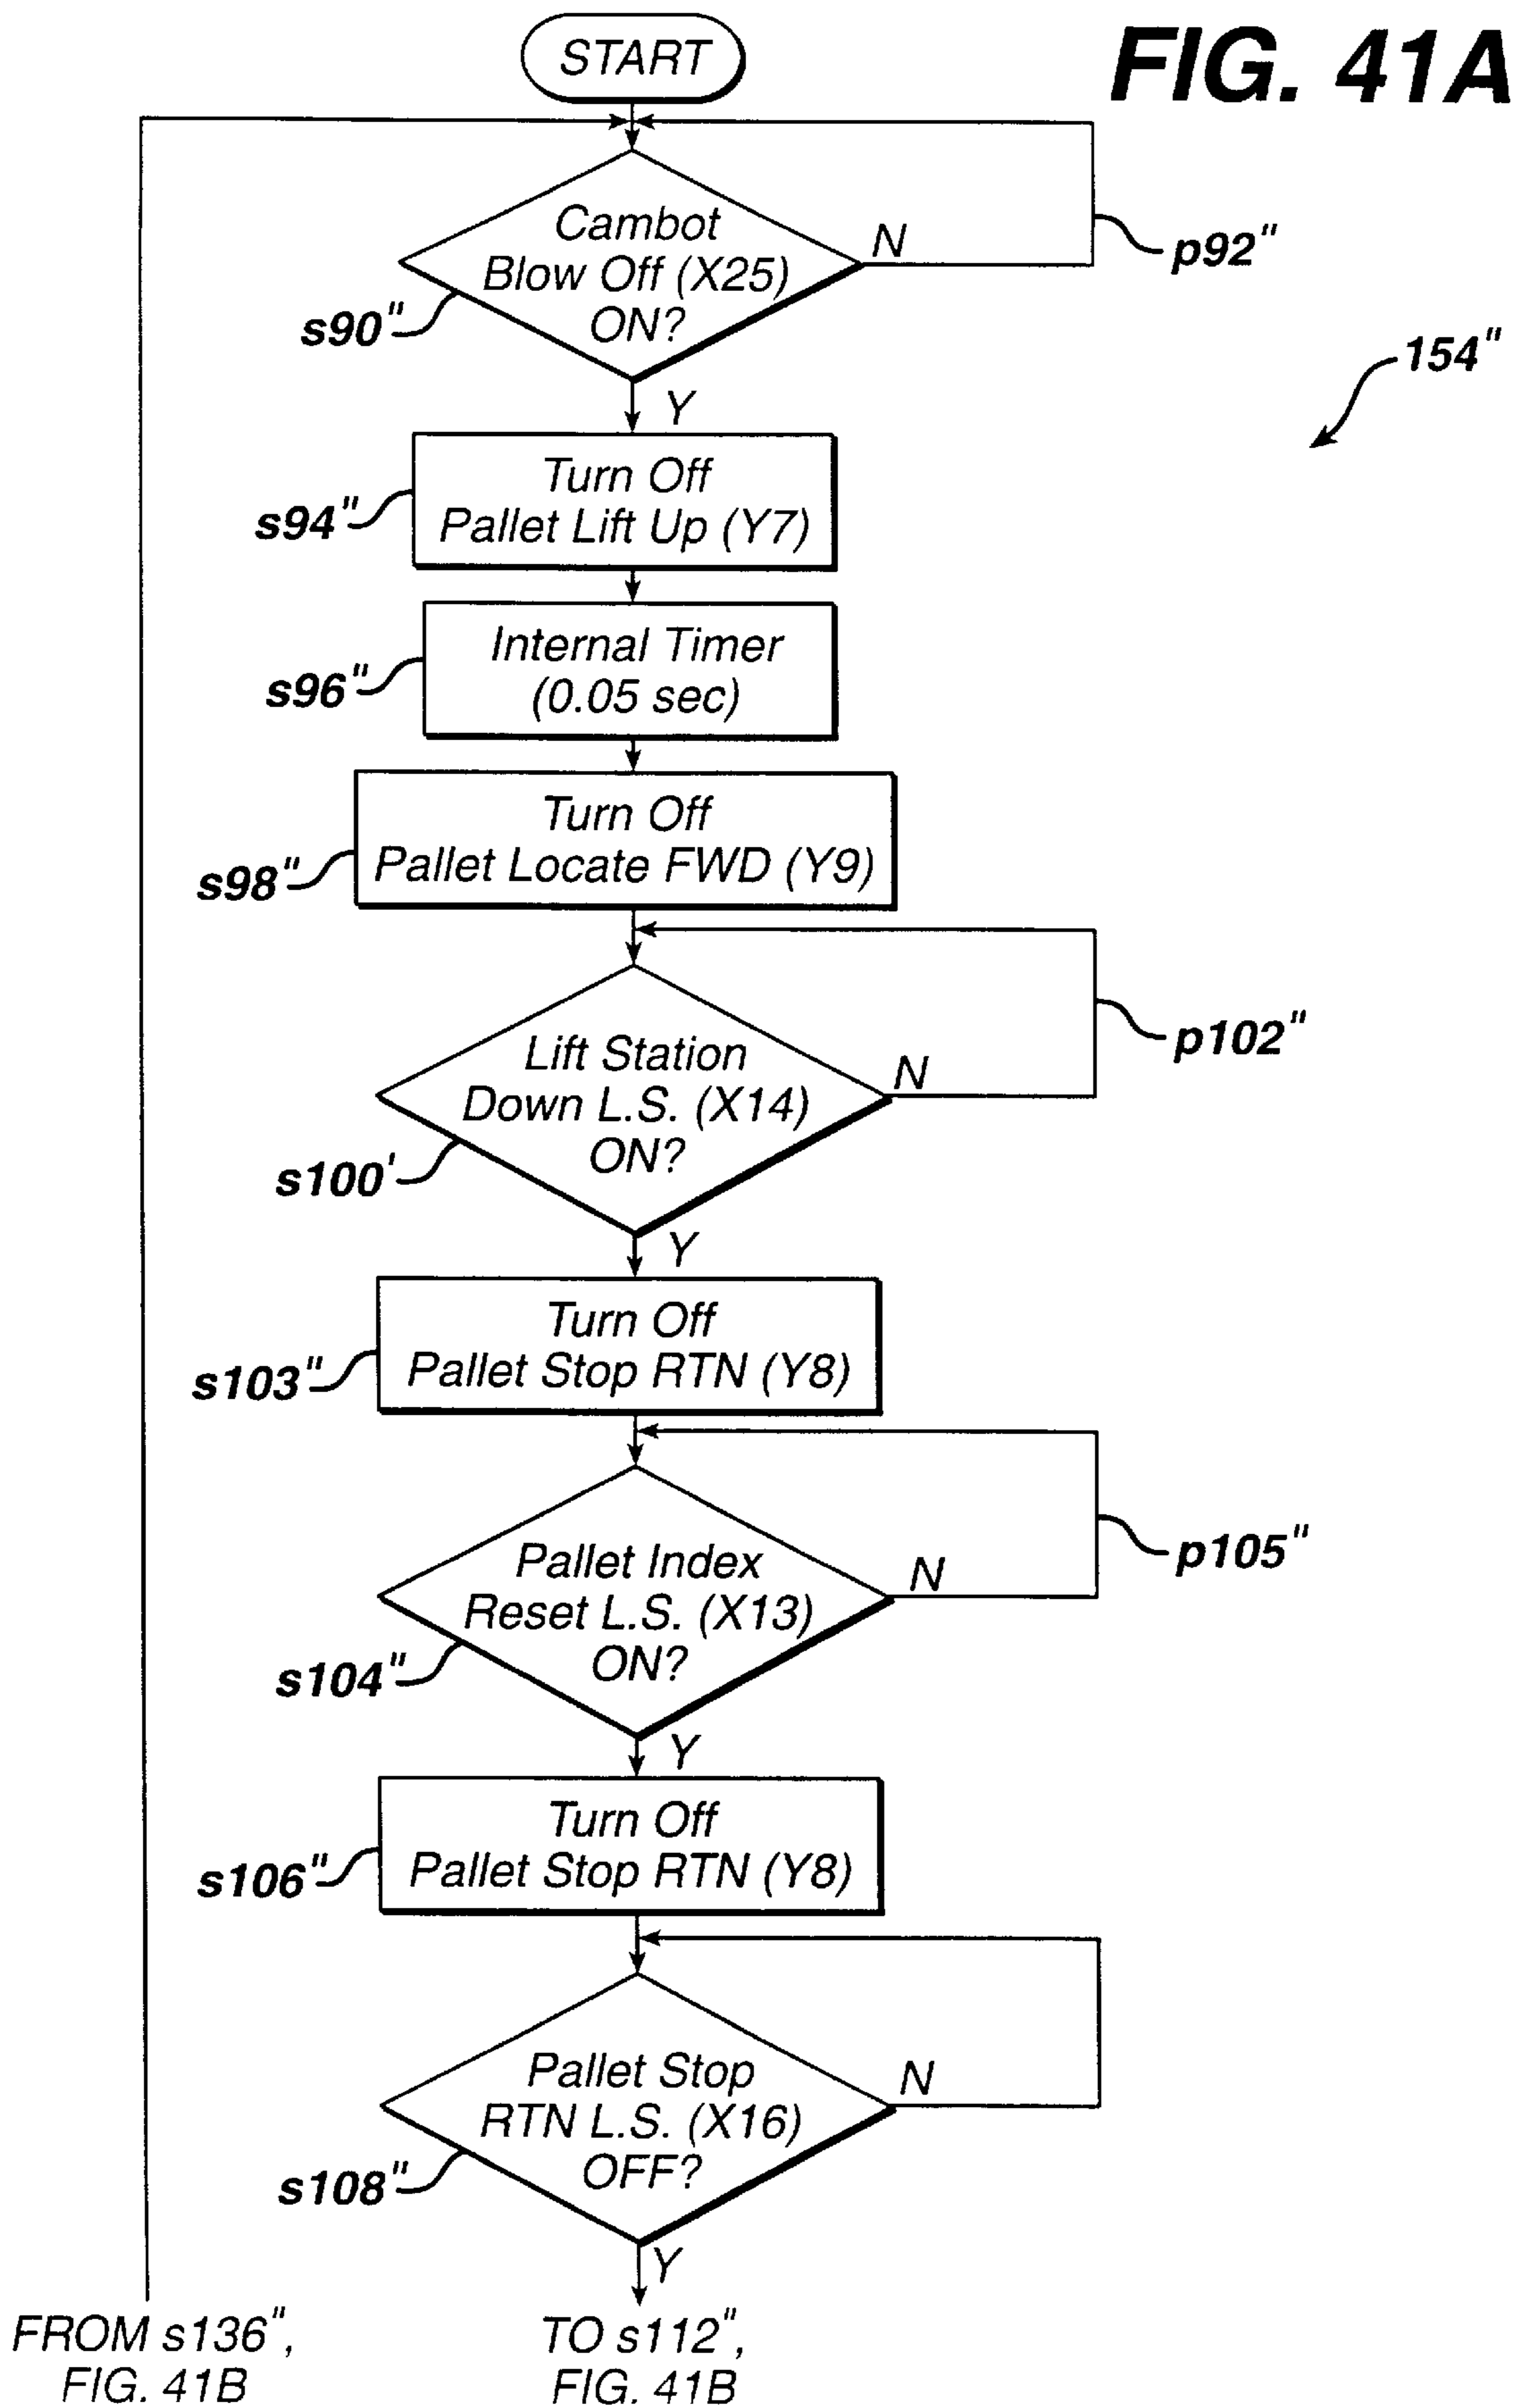 START
FIG. 41A
Cambot
Blow Off (X25)
ON?
N
p92"
s90"
154"
Y
Turn Off
Pallet Lift Up (Y7)
s94"
Internal Timer
(0.05 sec)
s96"
Turn Off
Pallet Locate FWD (Y9)
s98"
Lift Station
Down L.S. (X14)
ON?
N
p102"
s100'
Y
Turn Off
Pallet Stop RTN (Y8)
s103"
Pallet Index
Reset L.S. (X13)
ON?
N
p105"
s104"
Y
Turn Off
Pallet Stop RTN (Y8)
s106"
Pallet Stop
RTN L.S. (X16)
OFF?
N
s108"
Y
FROM s136",
FIG. 41B
TO s112",
FIG. 41B